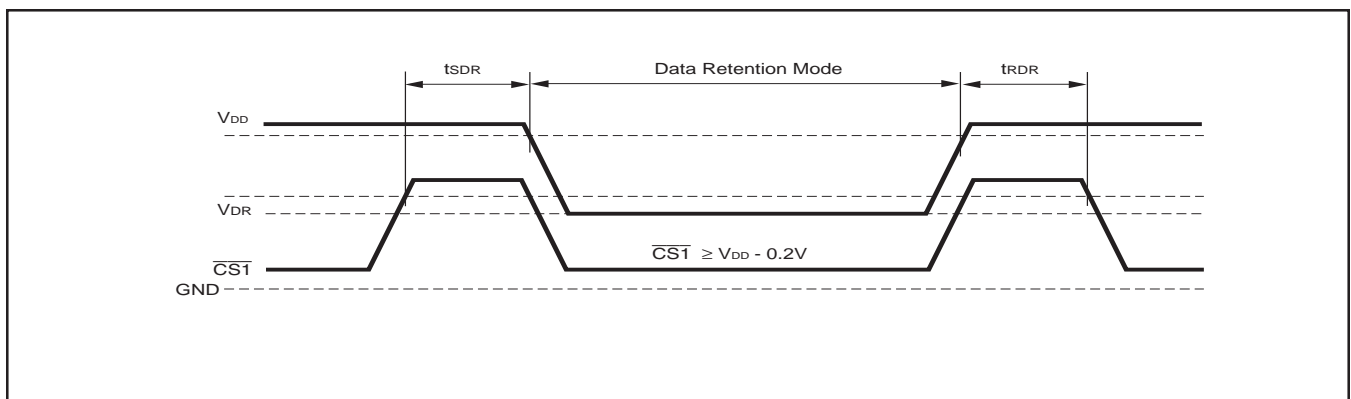 tSDR Data Retention Mode tRDR
VDD
VDR
CS1 ≥ VDD - 0.2V
CS1
GND